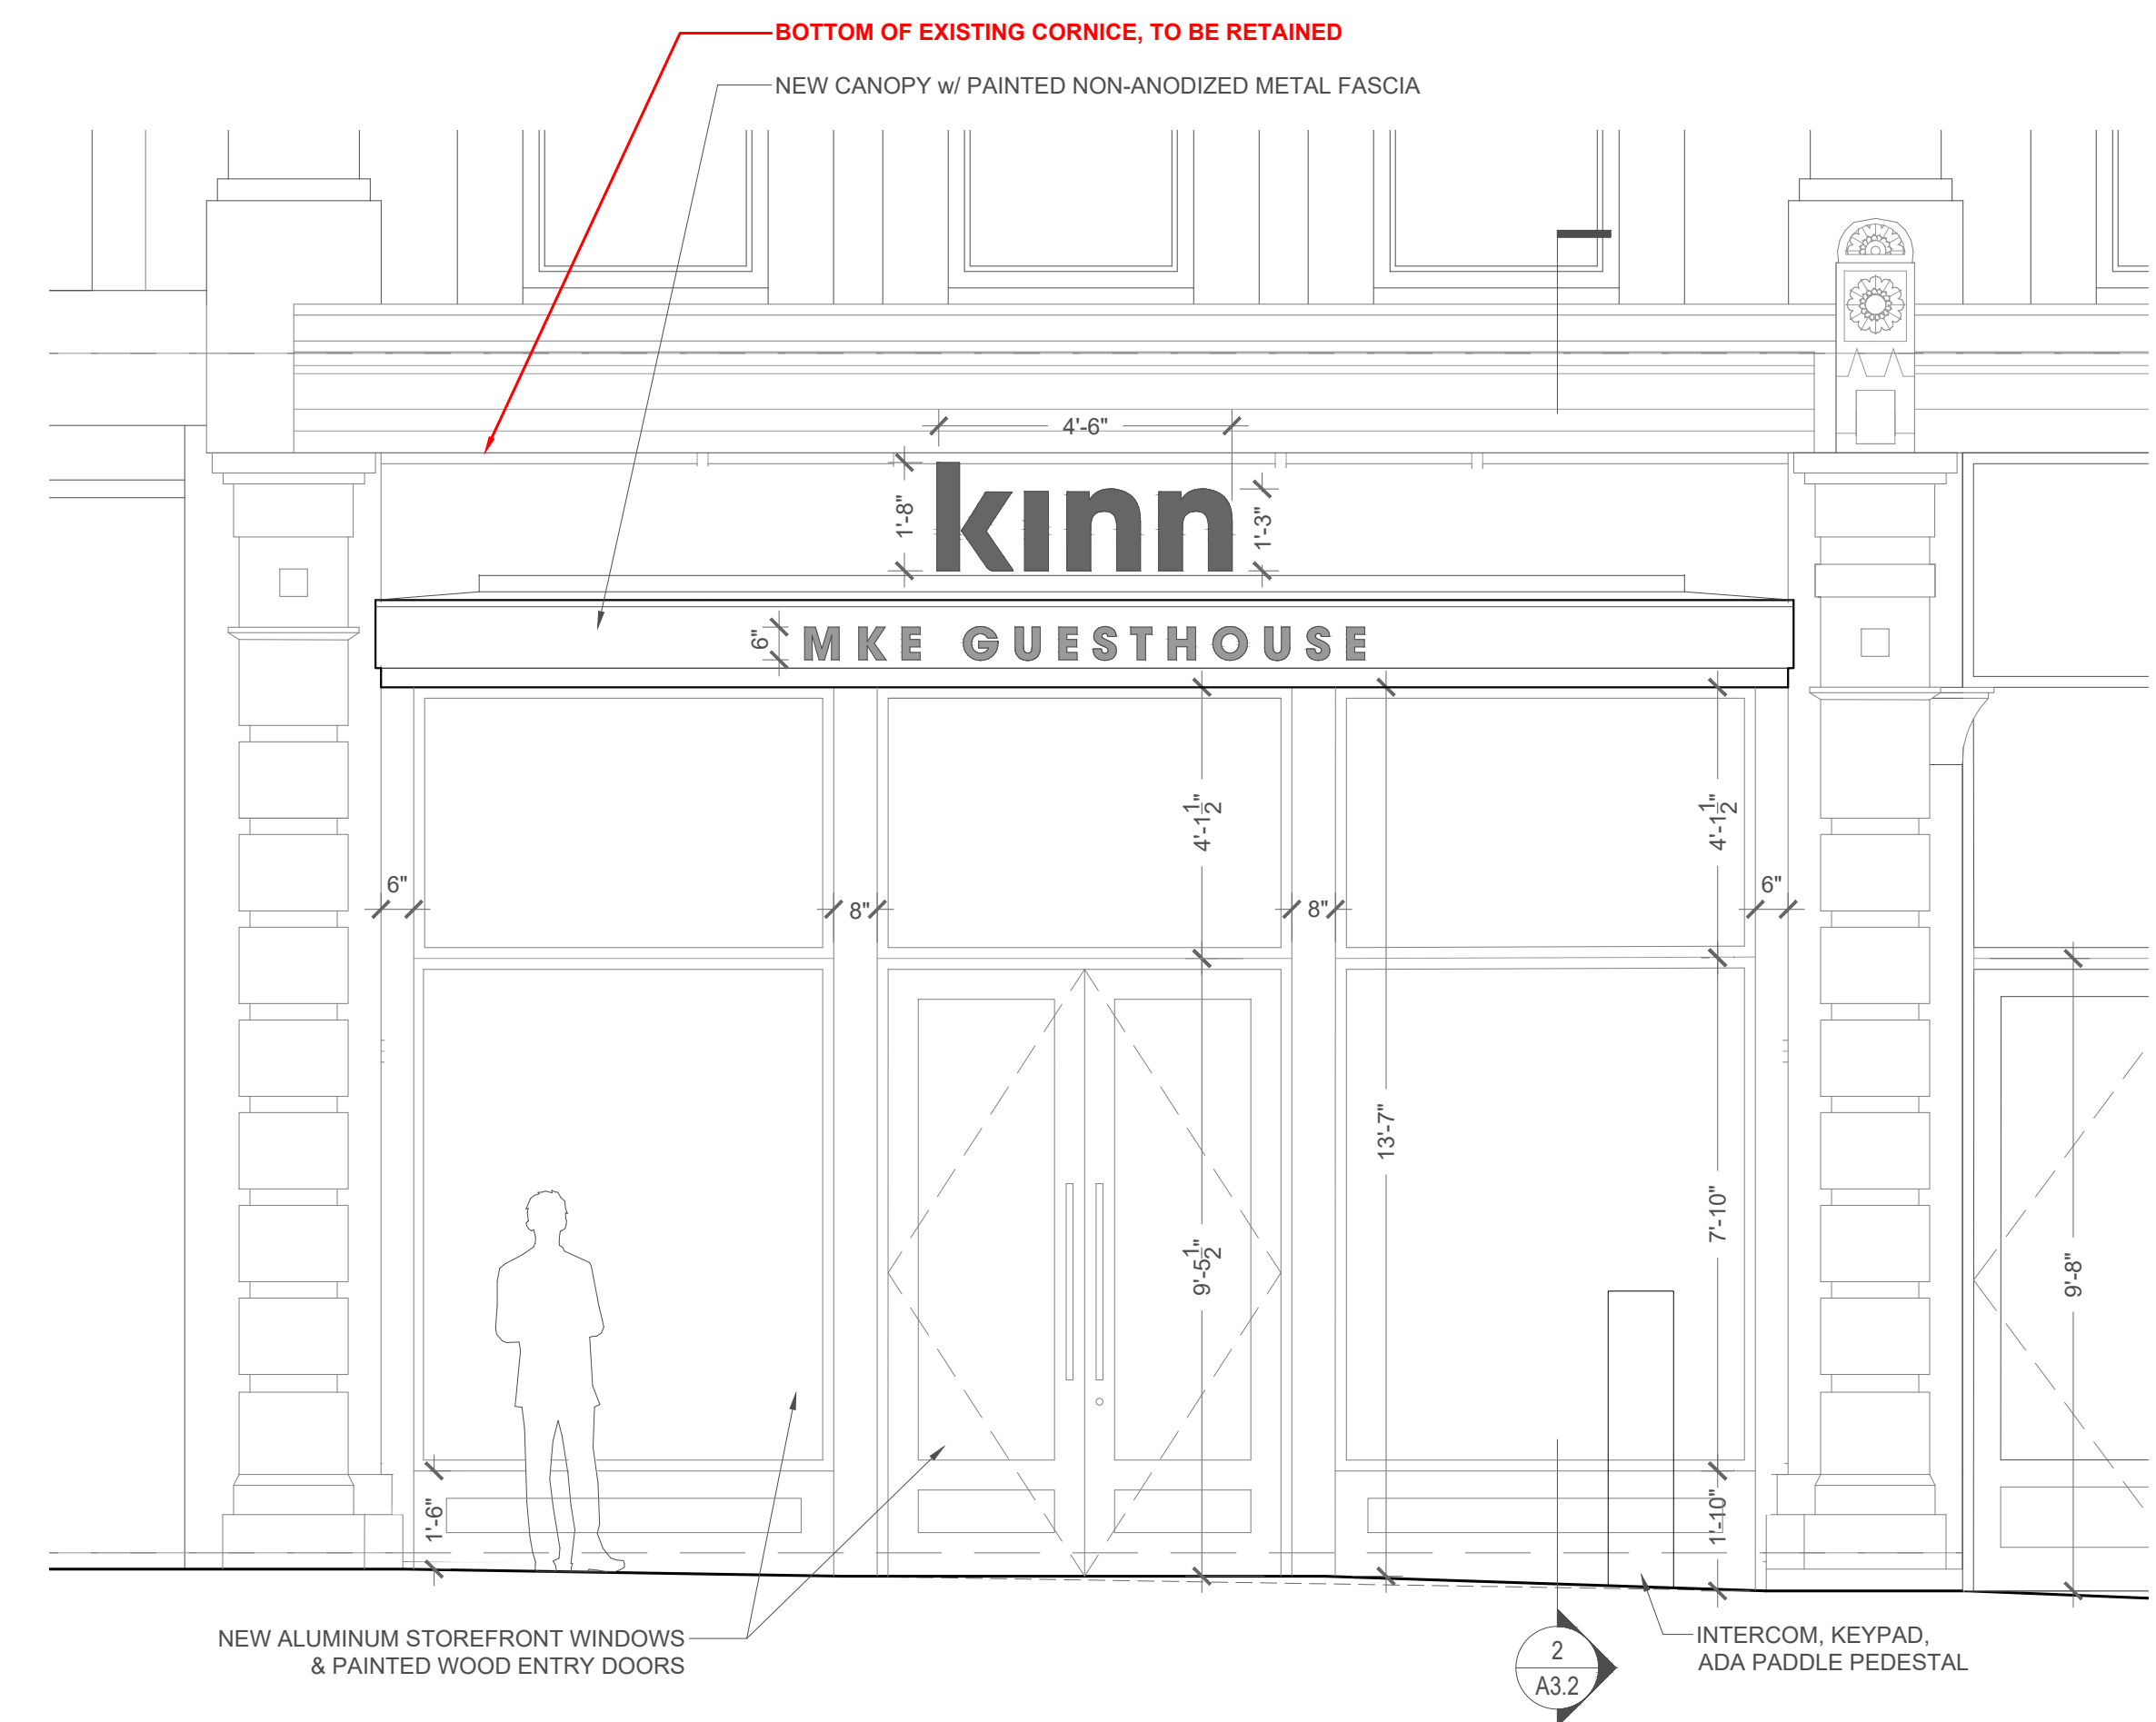 BOTTOM OF EXISTING CORNICE, TO BE RETAINED
NEW CANOPY w/ PAINTED NON-ANODIZED METAL FASCIA
4'-6"
1'-8"
kınn
1'-3"
6"
MKE GUESTHOUSE
4'-1 1/2"
4'-1 1/2"
6"
8"
8"
6"
13'-7"
7'-10"
9'-5 1/2"
9'-8"
1'-6"
1'-10"
NEW ALUMINUM STOREFRONT WINDOWS
& PAINTED WOOD ENTRY DOORS
2
A3.2
INTERCOM, KEYPAD,
ADA PADDLE PEDESTAL